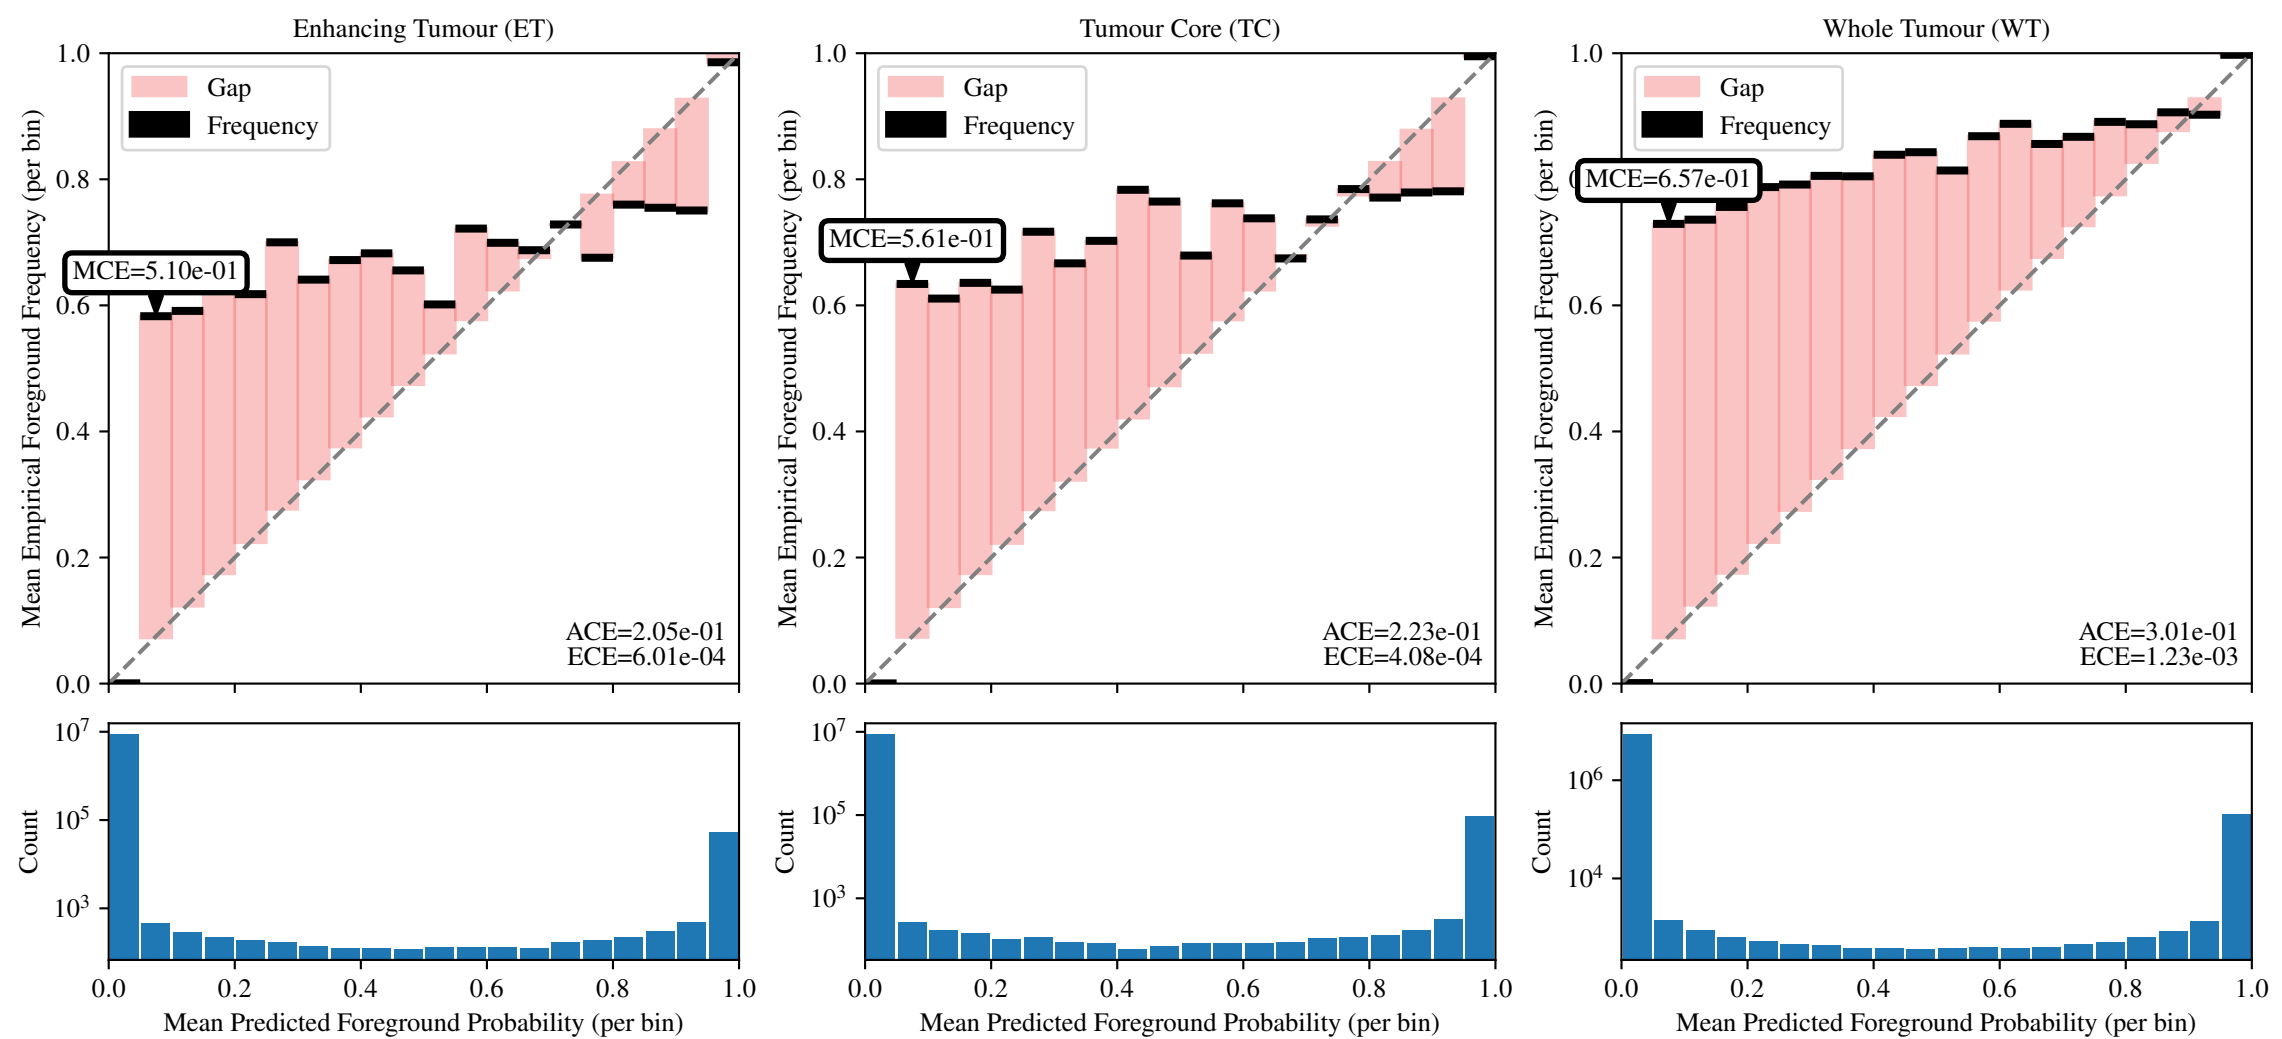 Enhancing Tumour (ET)
Mean Empirical Foreground Frequency (per bin)
1.0
0.8
0.6
0.4
0.2
0.0
Gap
Frequency
MCE=5.10e-01
ACE=2.05e-01
ECE=6.01e-04
Count
10^7
10^5
10^3
0.0 0.2 0.4 0.6 0.8 1.0
Mean Predicted Foreground Probability (per bin)
Tumour Core (TC)
Mean Empirical Foreground Frequency (per bin)
1.0
0.8
0.6
0.4
0.2
0.0
Gap
Frequency
MCE=5.61e-01
ACE=2.23e-01
ECE=4.08e-04
Count
10^7
10^5
10^3
0.0 0.2 0.4 0.6 0.8 1.0
Mean Predicted Foreground Probability (per bin)
Whole Tumour (WT)
Mean Empirical Foreground Frequency (per bin)
1.0
0.6
0.4
0.2
0.0
Gap
Frequency
MCE=6.57e-01
ACE=3.01e-01
ECE=1.23e-03
Count
10^6
10^4
0.0 0.2 0.4 0.6 0.8 1.0
Mean Predicted Foreground Probability (per bin)